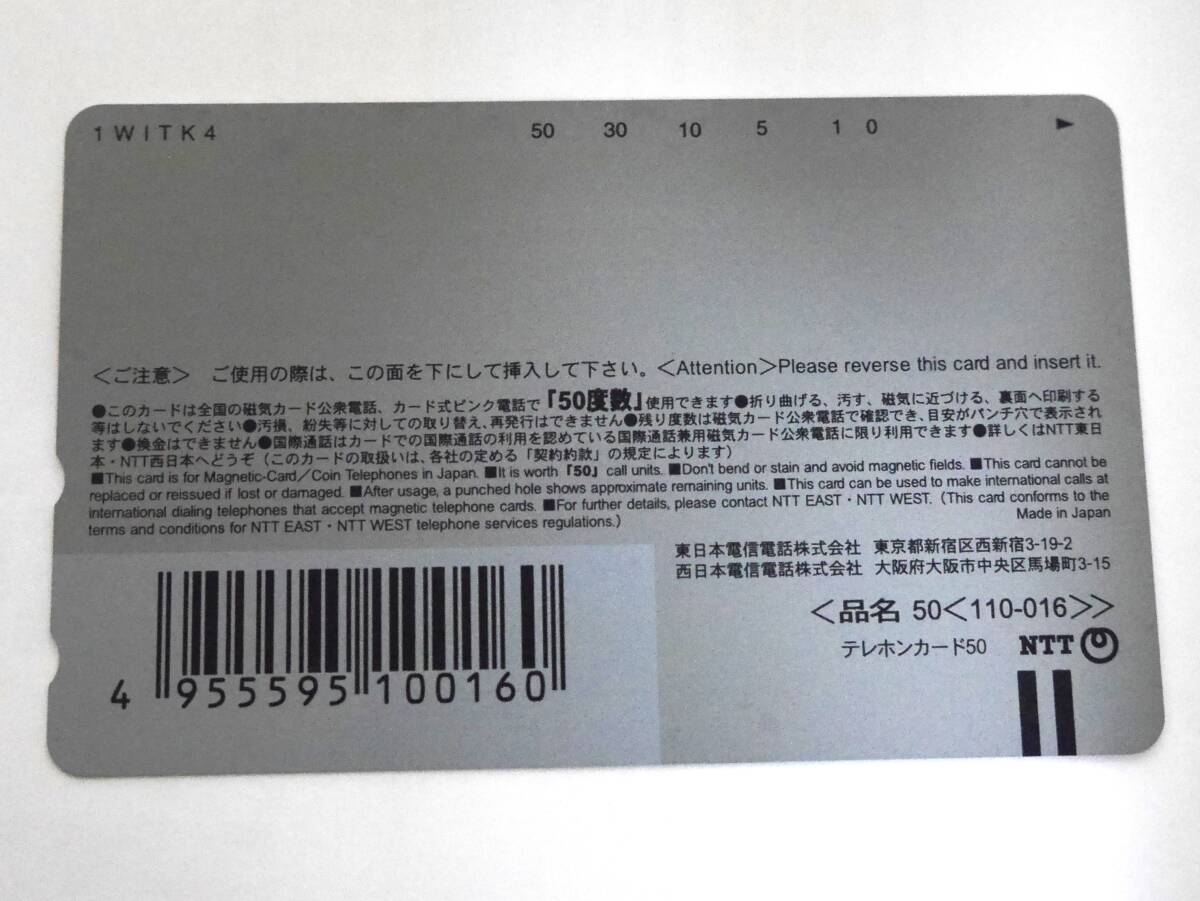 1WITK4 50 30 10 5 1 0
<ご注意> ご使用の際は、この面を下にして挿入して下さい。<Attention>Please reverse this card and insert it.
●このカードは全国の磁気カード公衆電話、カード式ピンク電話で「50度数」使用できます●折り曲げる、汚す、磁気に近づける、裏面へ印刷する
等はしないでください●汚損、紛失等に対しての取り替え、再発行はできません●残り度数は磁気カード公衆電話で確認でき、目安がパンチ穴で表示され
ます●換金はできません●国際通話はカードでの国際通話の利用を認めている国際通話兼用磁気カード公衆電話に限り利用できます●詳しくはNTT東日
本・NTT西日本へどうぞ(このカードの取扱いは、各社の定める「契約約款」の規定によります)
■This card is for Magnetic-Card/Coin Telephones in Japan. ■It is worth「50」call units. ■Don't bend or stain and avoid magnetic fields. ■This card cannot be
replaced or reissued if lost or damaged. ■After usage, a punched hole shows approximate remaining units. ■This card can be used to make international calls at
international dialing telephones that accept magnetic telephone cards. ■For further details, please contact NTT EAST・NTT WEST. (This card conforms to the
terms and conditions for NTT EAST・NTT WEST telephone services regulations.)
Made in Japan
東日本電信電話株式会社 東京都新宿区西新宿3-19-2
西日本電信電話株式会社 大阪府大阪市中央区馬場町3-15
<品名 50<110-016>>
テレホンカード50 NTT
4 955595 100160